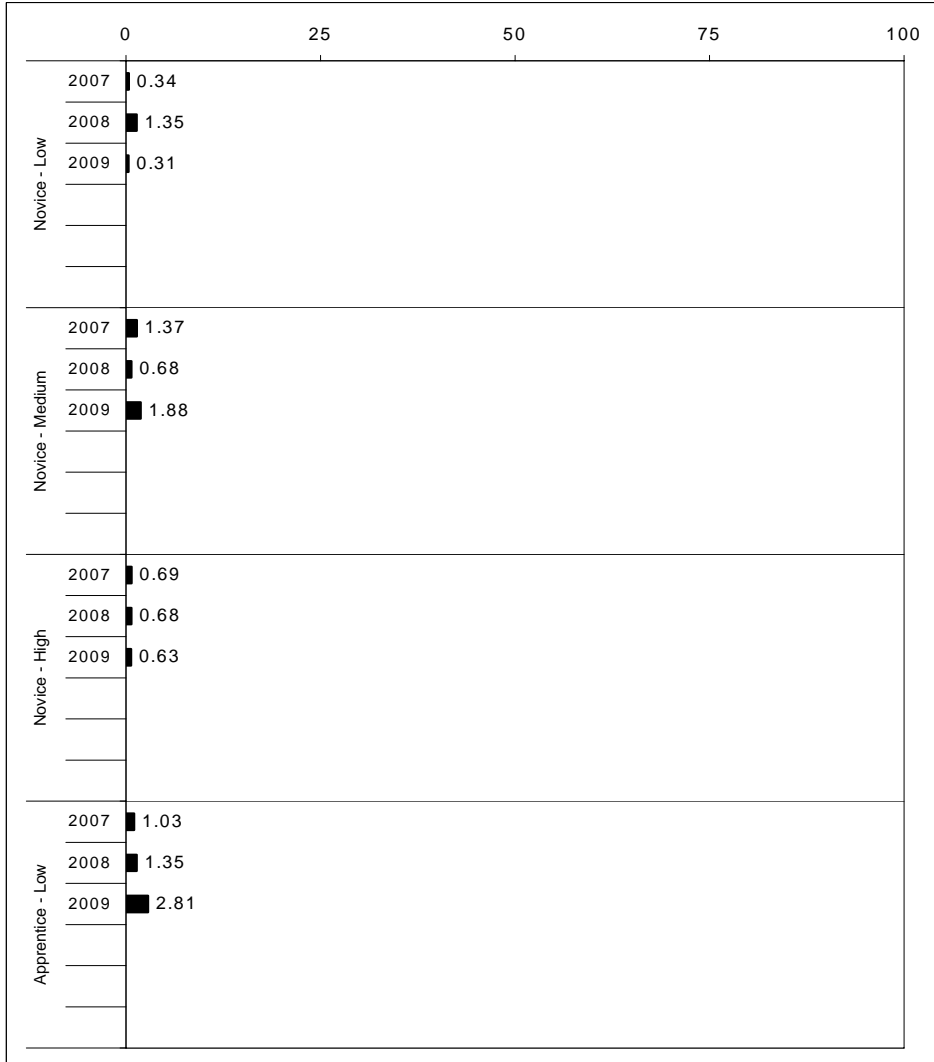 0 25 50 75 100
Novice - Low
2007 0.34
2008 1.35
2009 0.31
Novice - Medium
2007 1.37
2008 0.68
2009 1.88
Novice - High
2007 0.69
2008 0.68
2009 0.63
Apprentice - Low
2007 1.03
2008 1.35
2009 2.81